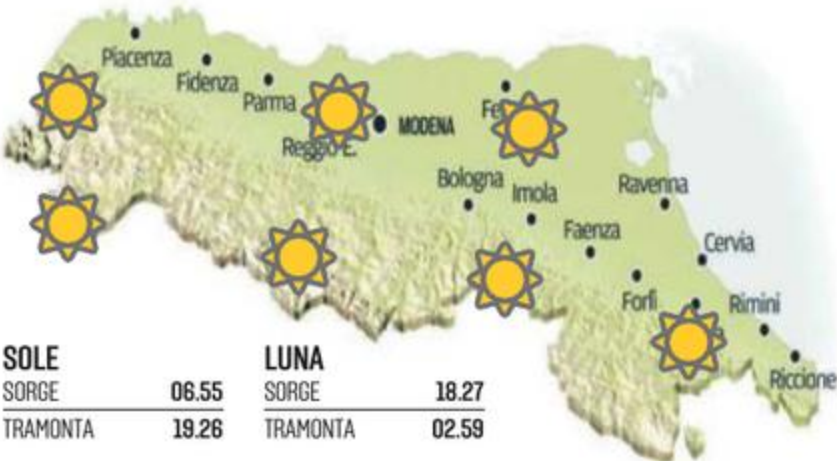 Piacenza
Fidenza
Parma
MODENA
Reggio E.
Bologna
Imola
Ravenna
Faenza
Cervia
Forlì
Rimini
Riccione
SOLE
SORGE 06.55
TRAMONTA 19.26
LUNA
SORGE 18.27
TRAMONTA 02.59